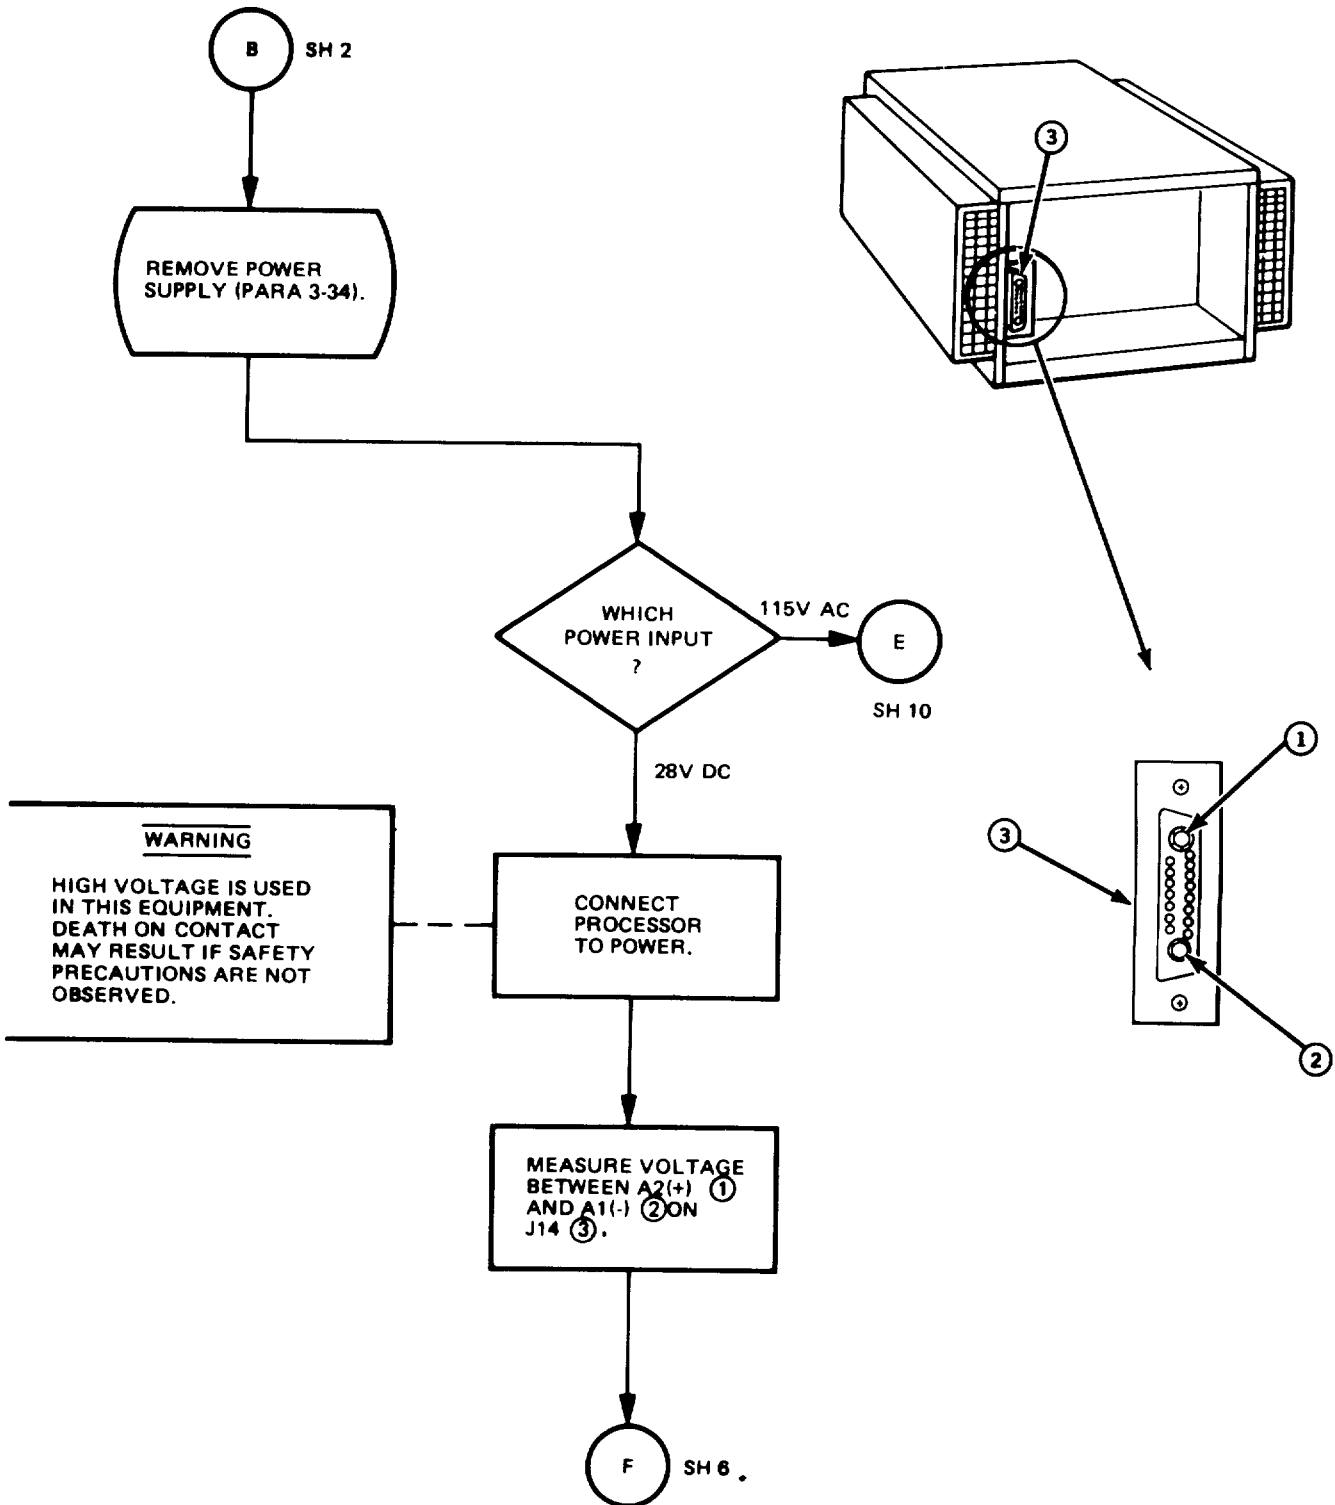 B SH 2
REMOVE POWER
SUPPLY (PARA 3-34).
3
WHICH
POWER INPUT
?
115V AC
E
SH 10
28V DC
WARNING
HIGH VOLTAGE IS USED
IN THIS EQUIPMENT.
DEATH ON CONTACT
MAY RESULT IF SAFETY
PRECAUTIONS ARE NOT
OBSERVED.
CONNECT
PROCESSOR
TO POWER.
1
3
2
MEASURE VOLTAGE
BETWEEN A2(+) ①
AND A1(-) ② ON
J14 ③.
F SH 6.